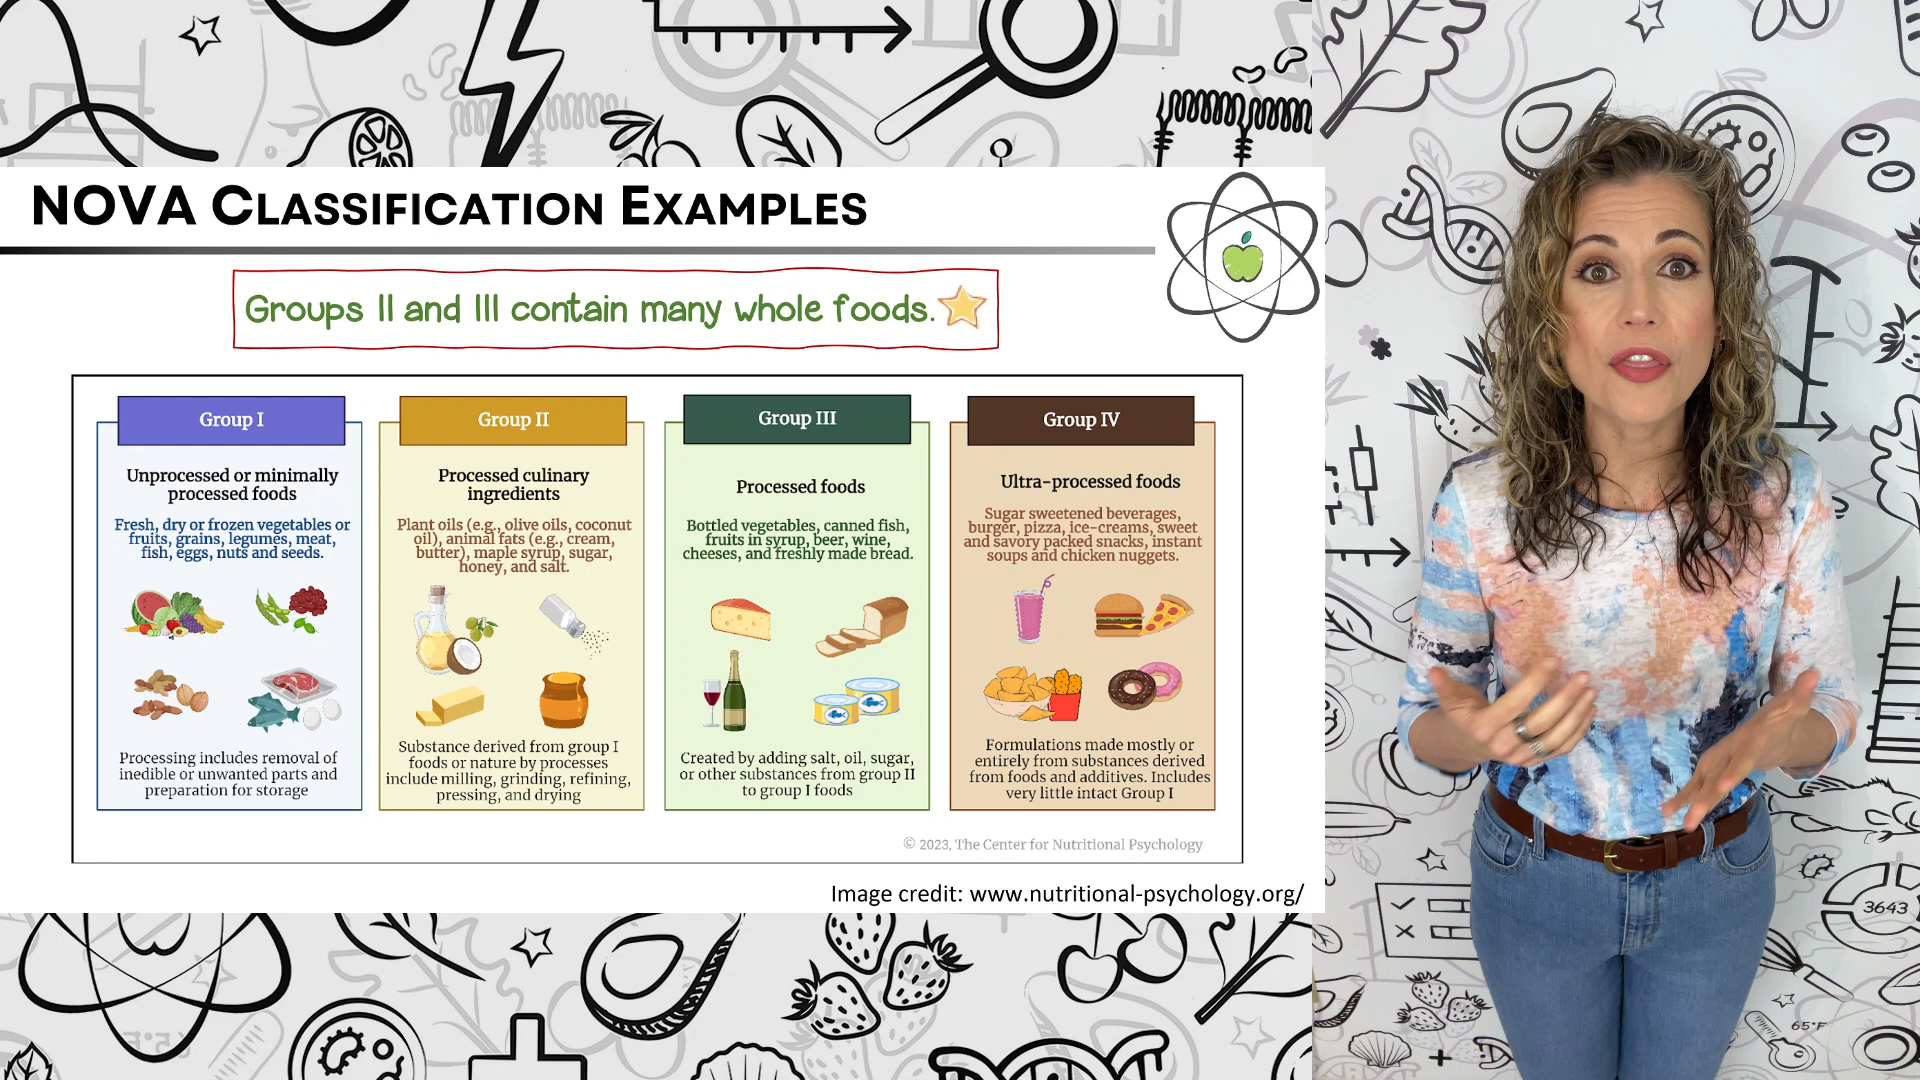 NOVA CLASSIFICATION EXAMPLES
Groups II and III contain many whole foods.
Group I
Unprocessed or minimally
processed foods
Fresh, dry or frozen vegetables or
fruits, grains, legumes, meat,
fish, eggs, nuts and seeds.
Processing includes removal of
inedible or unwanted parts and
preparation for storage
Group II
Processed culinary
ingredients
Plant oils (e.g., olive oils, coconut
oil), animal fats (e.g., cream,
butter), maple syrup, sugar,
honey, and salt.
Substance derived from group I
foods or nature by processes
include milling, grinding, refining,
pressing, and drying
Group III
Processed foods
Bottled vegetables, canned fish,
fruits in syrup, beer, wine,
cheeses, and freshly made bread.
Created by adding salt, oil, sugar,
or other substances from group II
to group I foods
Group IV
Ultra-processed foods
Sugar sweetened beverages,
burger, pizza, ice-creams, sweet
and savory packed snacks, instant
soups and chicken nuggets.
Formulations made mostly or
entirely from substances derived
from foods and additives. Includes
very little intact Group I
© 2023, The Center for Nutritional Psychology
Image credit: www.nutritional-psychology.org/
3643
65°F